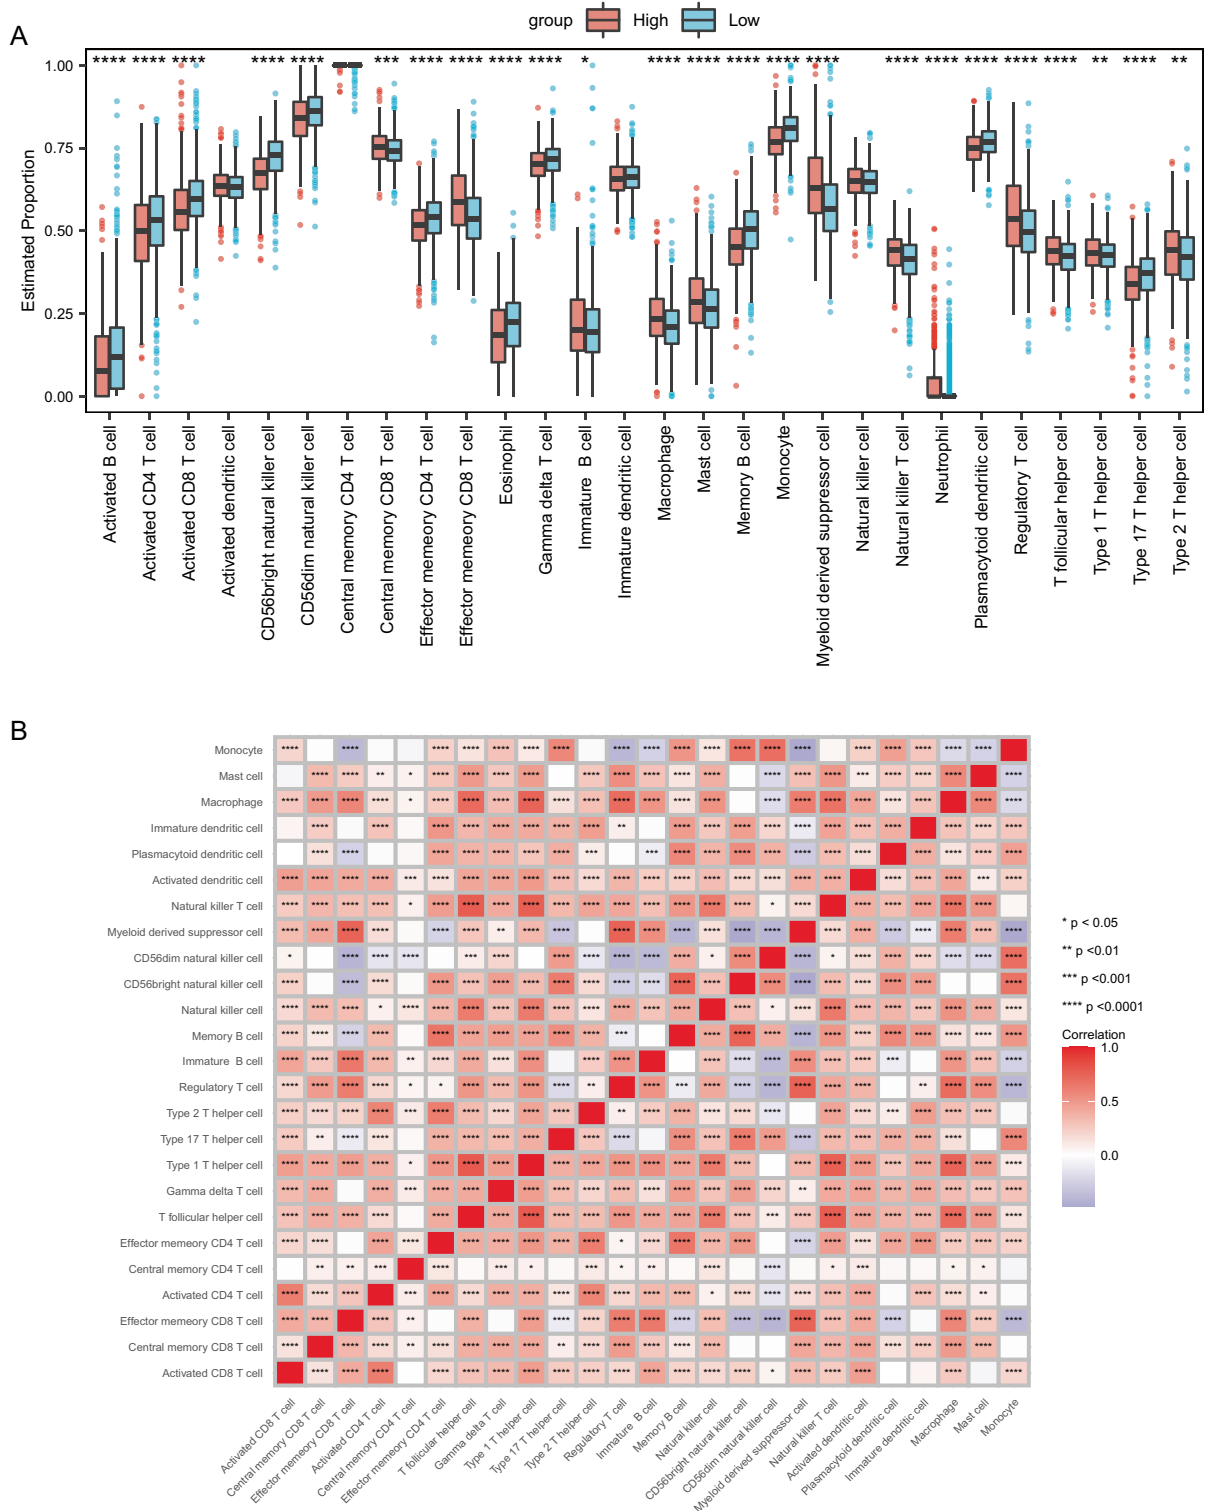 group High Low
A
**** **** **** **** **** *** **** **** **** **** * **** **** **** **** **** **** **** **** **** **** ** **** **
1.00
0.75
0.50
0.25
0.00
Estimated Proportion
Activated B cell
Activated CD4 T cell
Activated CD8 T cell
Activated dendritic cell
CD56bright natural killer cell
CD56dim natural killer cell
Central memory CD4 T cell
Central memory CD8 T cell
Effector memeory CD4 T cell
Effector memeory CD8 T cell
Eosinophil
Gamma delta T cell
Immature B cell
Immature dendritic cell
Macrophage
Mast cell
Memory B cell
Monocyte
Myeloid derived suppressor cell
Natural killer cell
Natural killer T cell
Neutrophil
Plasmacytoid dendritic cell
Regulatory T cell
T follicular helper cell
Type 1 T helper cell
Type 17 T helper cell
Type 2 T helper cell
B
Monocyte
Mast cell
Macrophage
Immature dendritic cell
Plasmacytoid dendritic cell
Activated dendritic cell
Natural killer T cell
Myeloid derived suppressor cell
CD56dim natural killer cell
CD56bright natural killer cell
Natural killer cell
Memory B cell
Immature B cell
Regulatory T cell
Type 2 T helper cell
Type 17 T helper cell
Type 1 T helper cell
Gamma delta T cell
T follicular helper cell
Effector memeory CD4 T cell
Central memory CD4 T cell
Activated CD4 T cell
Effector memeory CD8 T cell
Central memory CD8 T cell
Activated CD8 T cell
* p < 0.05
** p <0.01
*** p <0.001
**** p <0.0001
Correlation
1.0
0.5
0.0
Activated CD8 T cell
Central memory CD8 T cell
Effector memeory CD8 T cell
Activated CD4 T cell
Central memory CD4 T cell
Effector memeory CD4 T cell
T follicular helper cell
Gamma delta T cell
Type 1 T helper cell
Type 17 T helper cell
Type 2 T helper cell
Regulatory T cell
Immature B cell
Memory B cell
Natural killer cell
CD56bright natural killer cell
CD56dim natural killer cell
Myeloid derived suppressor cell
Natural killer T cell
Activated dendritic cell
Plasmacytoid dendritic cell
Immature dendritic cell
Macrophage
Mast cell
Monocyte